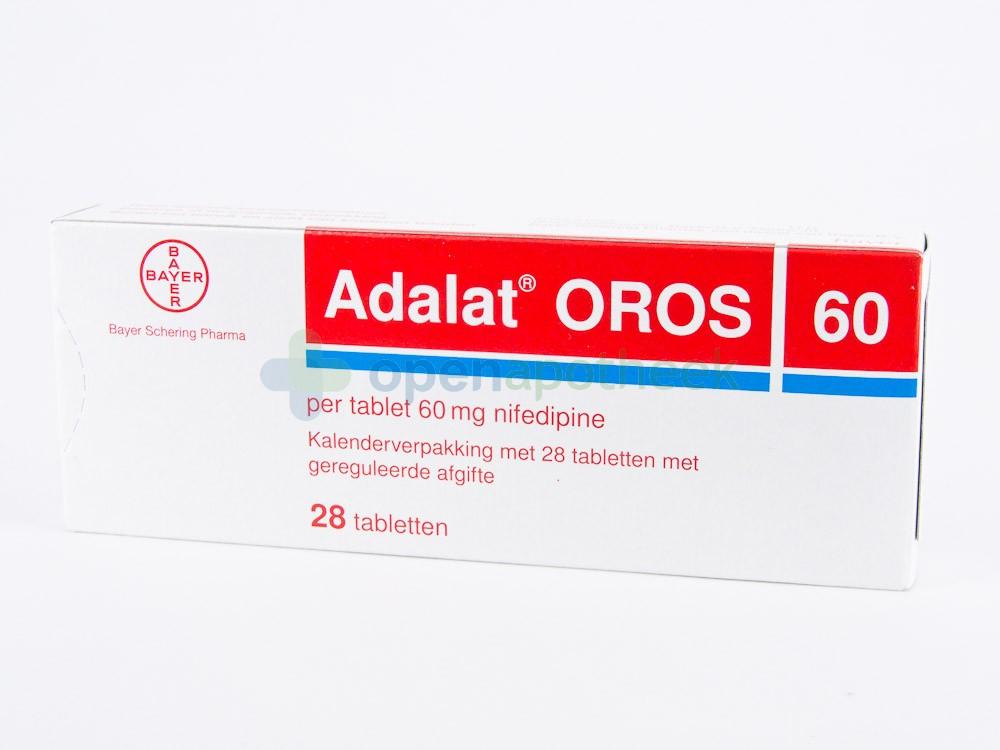 BAYER
BAYER
Bayer Schering Pharma
Adalat® OROS 60
openapotheek
per tablet 60 mg nifedipine
Kalenderverpakking met 28 tabletten met
gereguleerde afgifte
28 tabletten